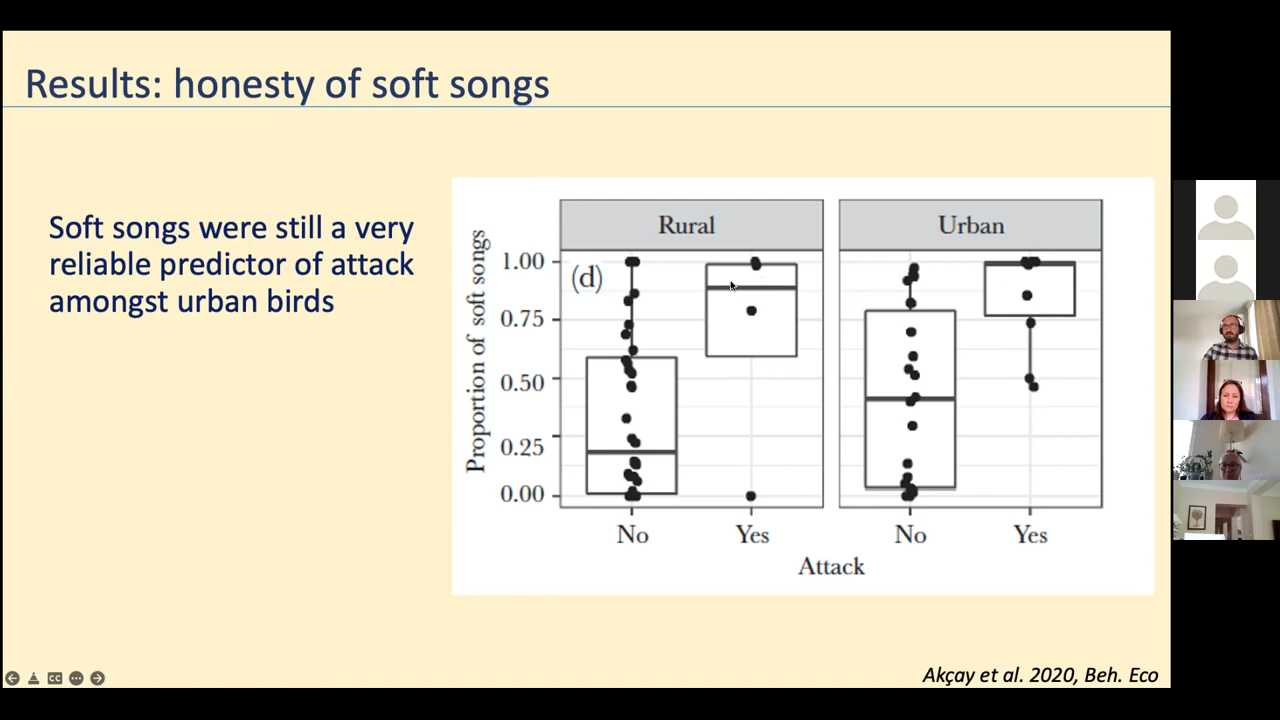 Results: honesty of soft songs
Soft songs were still a very
reliable predictor of attack
amongst urban birds
Proportion of soft songs
Rural
Urban
(d)
1.00
0.75
0.50
0.25
0.00
No
Yes
No
Yes
Attack
CC
Akçay et al. 2020, Beh. Eco